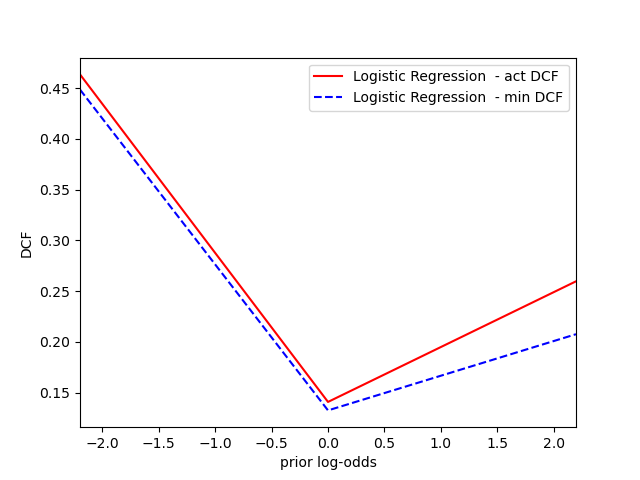 Logistic Regression  - act DCF
Logistic Regression  - min DCF
DCF
0.45
0.40
0.35
0.30
0.25
0.20
0.15
−2.0 −1.5 −1.0 −0.5 0.0 0.5 1.0 1.5 2.0
prior log-odds